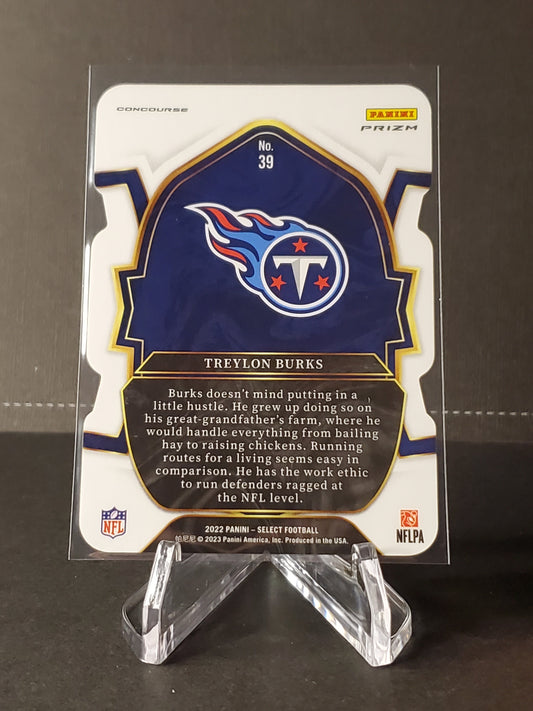 CONCOURSE
PANINI
PRIZM
No.
39
T
TREYLON BURKS
Burks doesn't mind putting in a
little hustle. He grew up doing so on
his great-grandfather's farm, where he
would handle everything from bailing
hay to raising chickens. Running
routes for a living seems easy in
comparison. He has the work ethic
to run defenders ragged at
the NFL level.
NFL
2022 PANINI – SELECT FOOTBALL
帕尼尼 © 2023 Panini America, Inc. Produced in the USA.
NFLPA